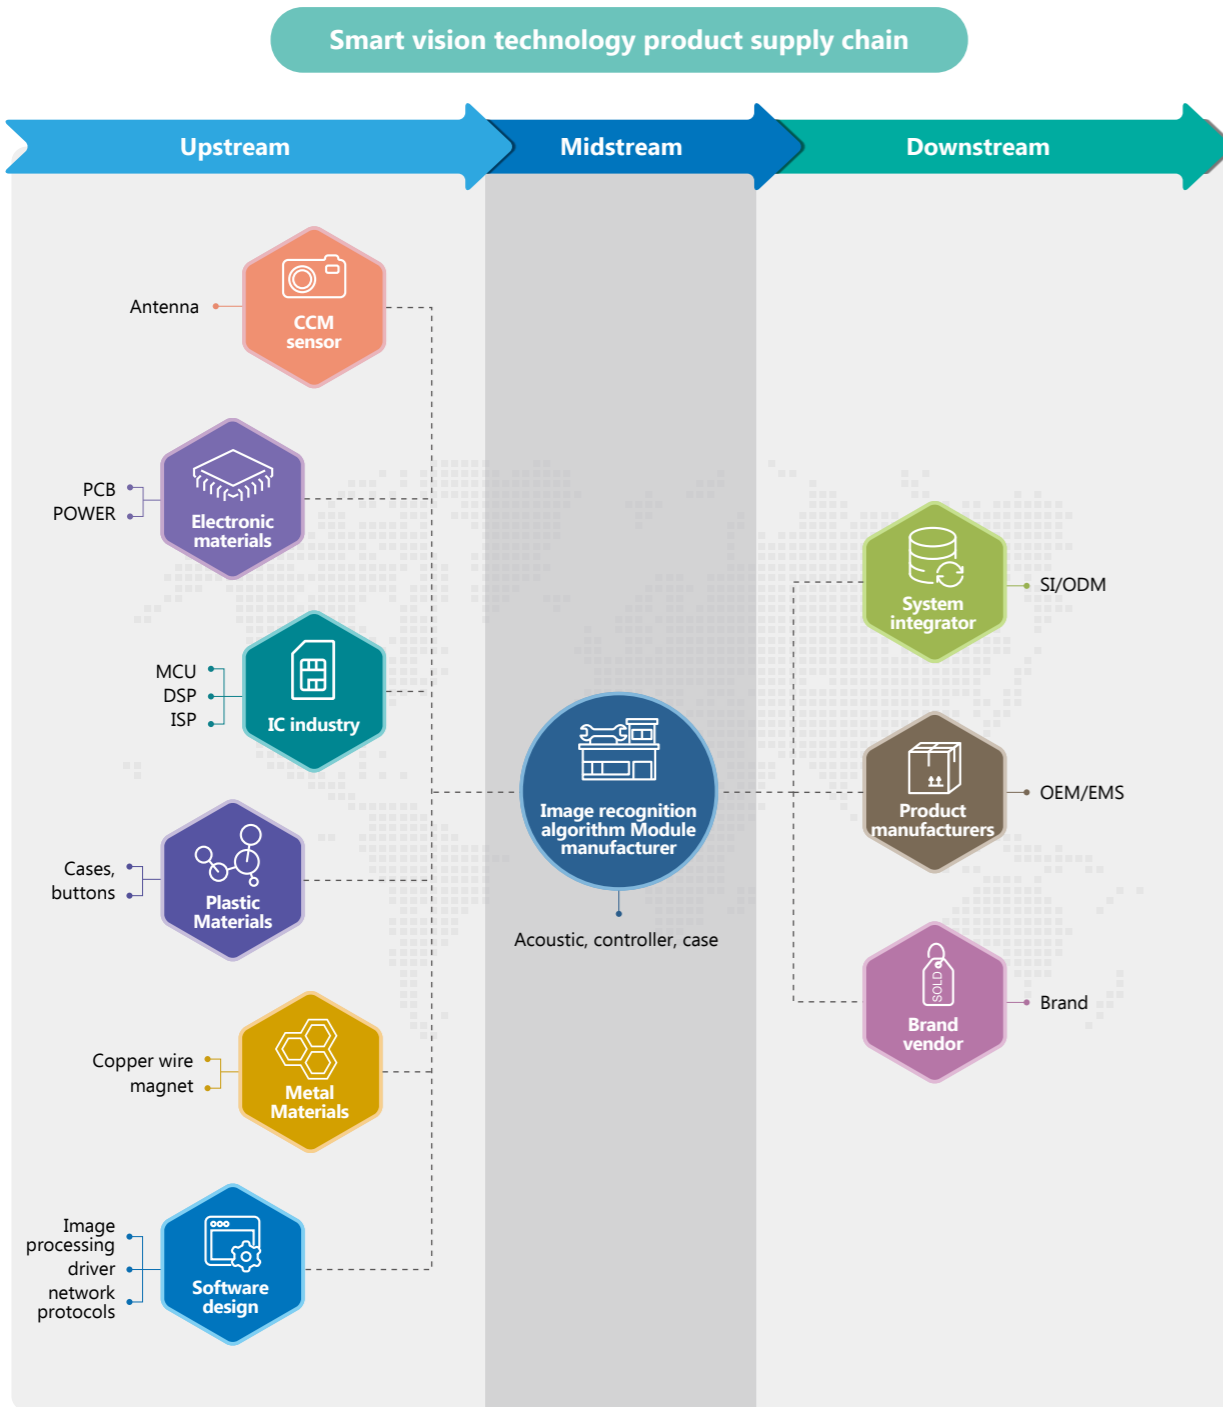 Smart vision technology product supply chain
Upstream
Midstream
Downstream
Antenna
CCM
sensor
PCB
POWER
Electronic
materials
MCU
DSP
ISP
IC industry
Cases,
buttons
Plastic
Materials
Copper wire
magnet
Metal
Materials
Image
processing
driver
network
protocols
Software
design
Image recognition
algorithm Module
manufacturer
Acoustic, controller, case
System
integrator
SI/ODM
Product
manufacturers
OEM/EMS
SOLD
Brand
vendor
Brand